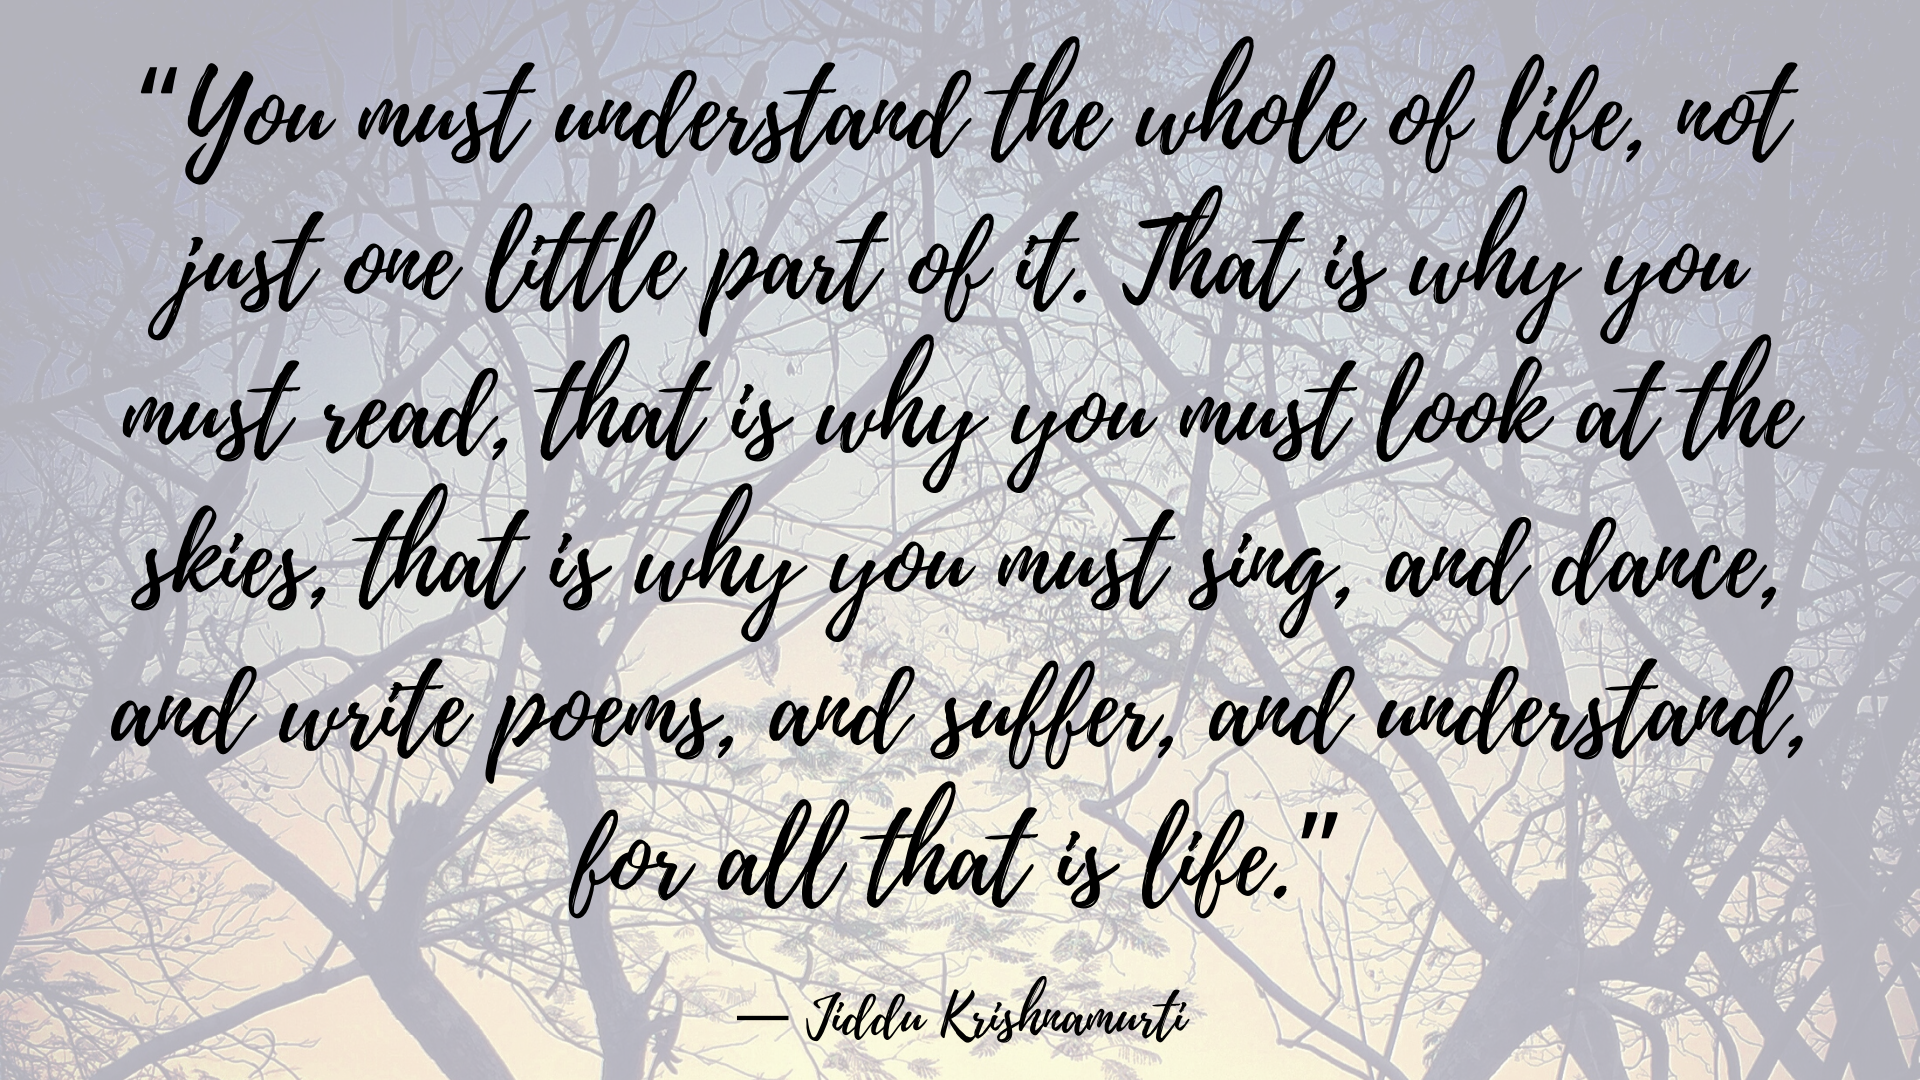 "You must understand the whole of life, not
just one little part of it. That is why you
must read, that is why you must look at the
skies, that is why you must sing, and dance,
and write poems, and suffer, and understand,
for all that is life."
— Jiddu Krishnamurti